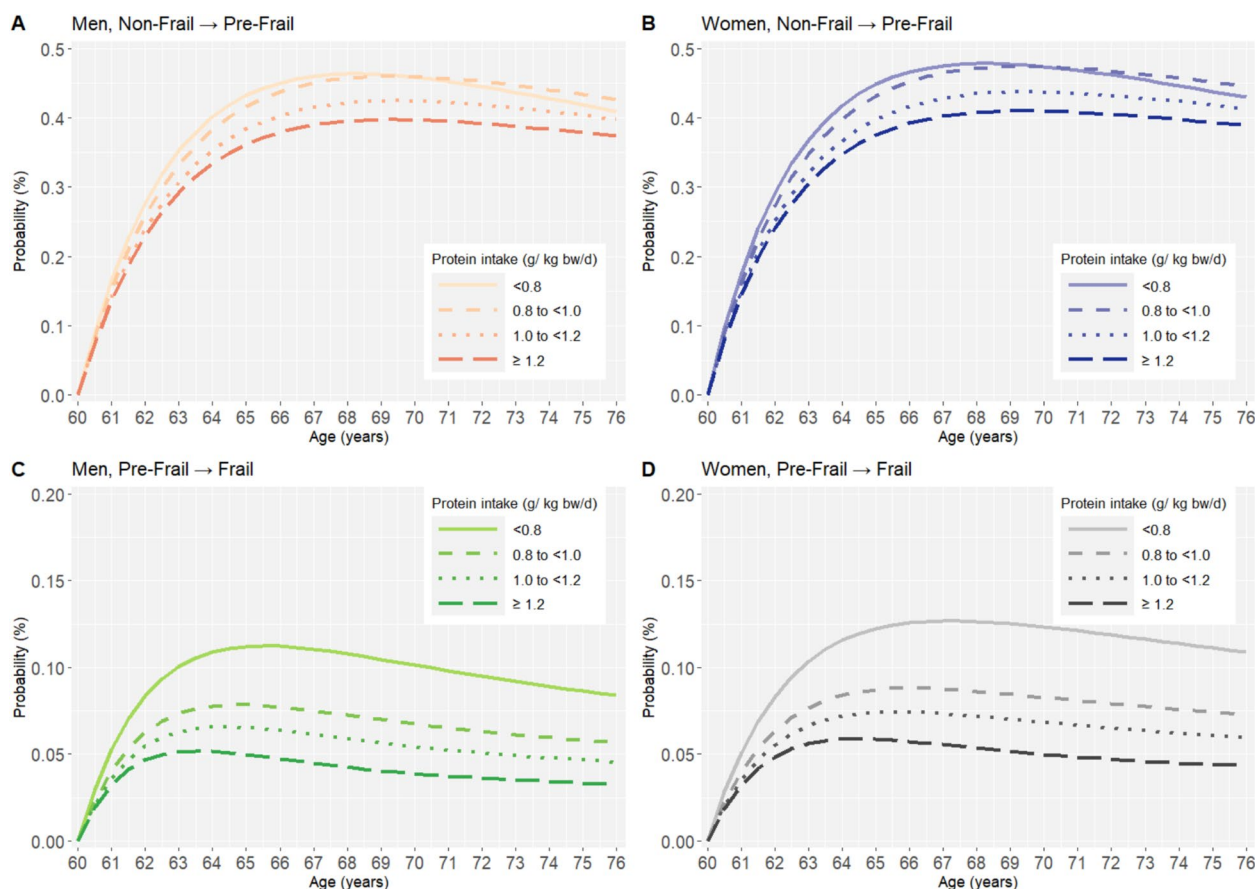 A Men, Non-Frail → Pre-Frail
Probability (%)
0.5
0.4
0.3
0.2
0.1
0.0
Protein intake (g/ kg bw/d)
<0.8
0.8 to <1.0
1.0 to <1.2
≥ 1.2
60 61 62 63 64 65 66 67 68 69 70 71 72 73 74 75 76
Age (years)
B Women, Non-Frail → Pre-Frail
Probability (%)
0.5
0.4
0.3
0.2
0.1
0.0
Protein intake (g/ kg bw/d)
<0.8
0.8 to <1.0
1.0 to <1.2
≥ 1.2
60 61 62 63 64 65 66 67 68 69 70 71 72 73 74 75 76
Age (years)
C Men, Pre-Frail → Frail
Probability (%)
0.20
0.15
0.10
0.05
0.00
Protein intake (g/ kg bw/d)
<0.8
0.8 to <1.0
1.0 to <1.2
≥ 1.2
60 61 62 63 64 65 66 67 68 69 70 71 72 73 74 75 76
Age (years)
D Women, Pre-Frail → Frail
Probability (%)
0.20
0.15
0.10
0.05
0.00
Protein intake (g/ kg bw/d)
<0.8
0.8 to <1.0
1.0 to <1.2
≥ 1.2
60 61 62 63 64 65 66 67 68 69 70 71 72 73 74 75 76
Age (years)